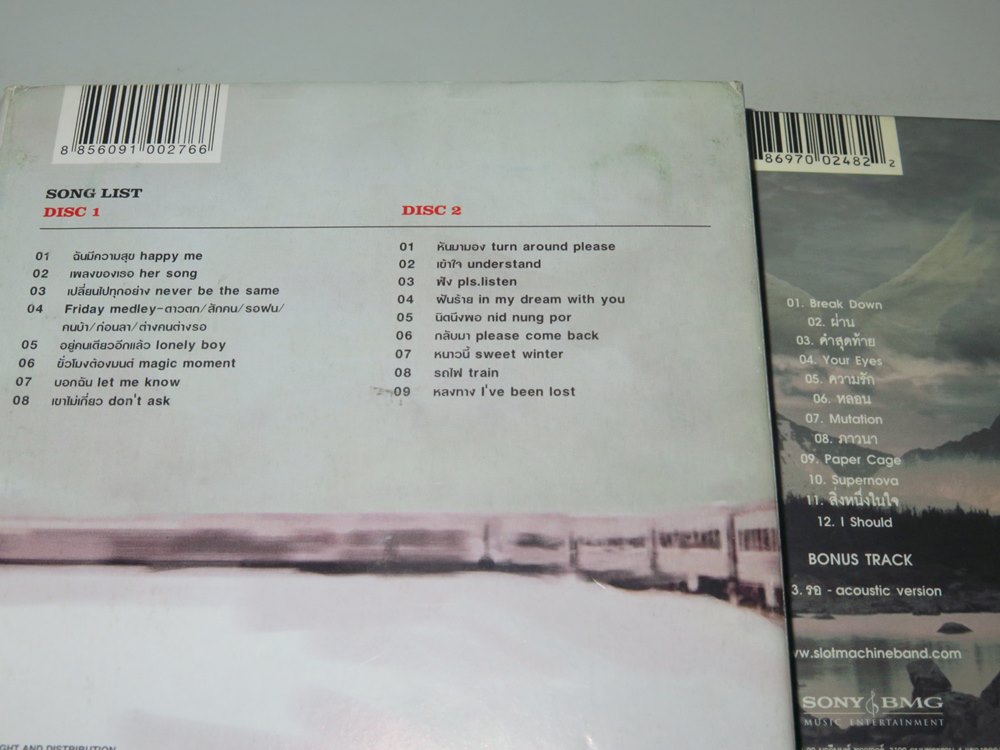 8 856091 002766
SONG LIST
DISC 1
01 ฉันมีความสุข happy me
02 เพลงของเธอ her song
03 เปลี่ยนไปทุกอย่าง never be the same
04 Friday medley-ดาวตก/สักคน/รอฝน/
คนบ้า/ก่อนลา/ต่างคนต่างรอ
05 อยู่คนเดียวอีกแล้ว lonely boy
06 ชั่วโมงต้องมนต์ magic moment
07 บอกฉัน let me know
08 เขาไม่เกี่ยว don't ask
DISC 2
01 หันมามอง turn around please
02 เข้าใจ understand
03 ฟัง pls.listen
04 ฝันร้าย in my dream with you
05 นิดนึงพอ nid nung por
06 กลับมา please come back
07 หนาวนี้ sweet winter
08 รถไฟ train
09 หลงทาง I've been lost
GHT AND DISTRIBUTION
86970 02482 2
01. Break Down
02. ผ่าน
03. คำสุดท้าย
04. Your Eyes
05. ความรัก
06. หลอน
07. Mutation
08. ภาวนา
09. Paper Cage
10. Supernova
11. สิ่งหนึ่งในใจ
12. I Should
BONUS TRACK
3. รอ - acoustic version
w.slotmachineband.com
SONY BMG
MUSIC ENTERTAINMENT